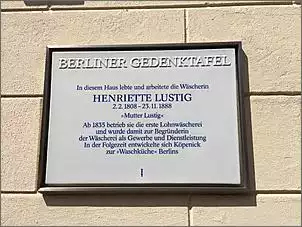 BERLINER GEDENKTAFEL
In diesem Haus lebte und arbeitete die Wäscherin
HENRIETTE LUSTIG
2.2.1808 - 23.11.1888
»Mutter Lustig«
Ab 1835 betrieb sie die erste Lohnwäscherei
und wurde damit zur Begründerin
der Wäscherei als Gewerbe und Dienstleistung
In der Folgezeit entwickelte sich Köpenick
zur »Waschküche« Berlins